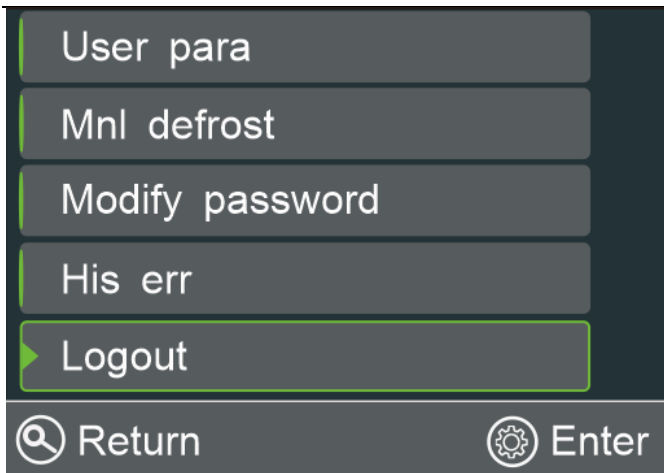 User para
Mnl defrost
Modify password
His err
Logout
Return Enter